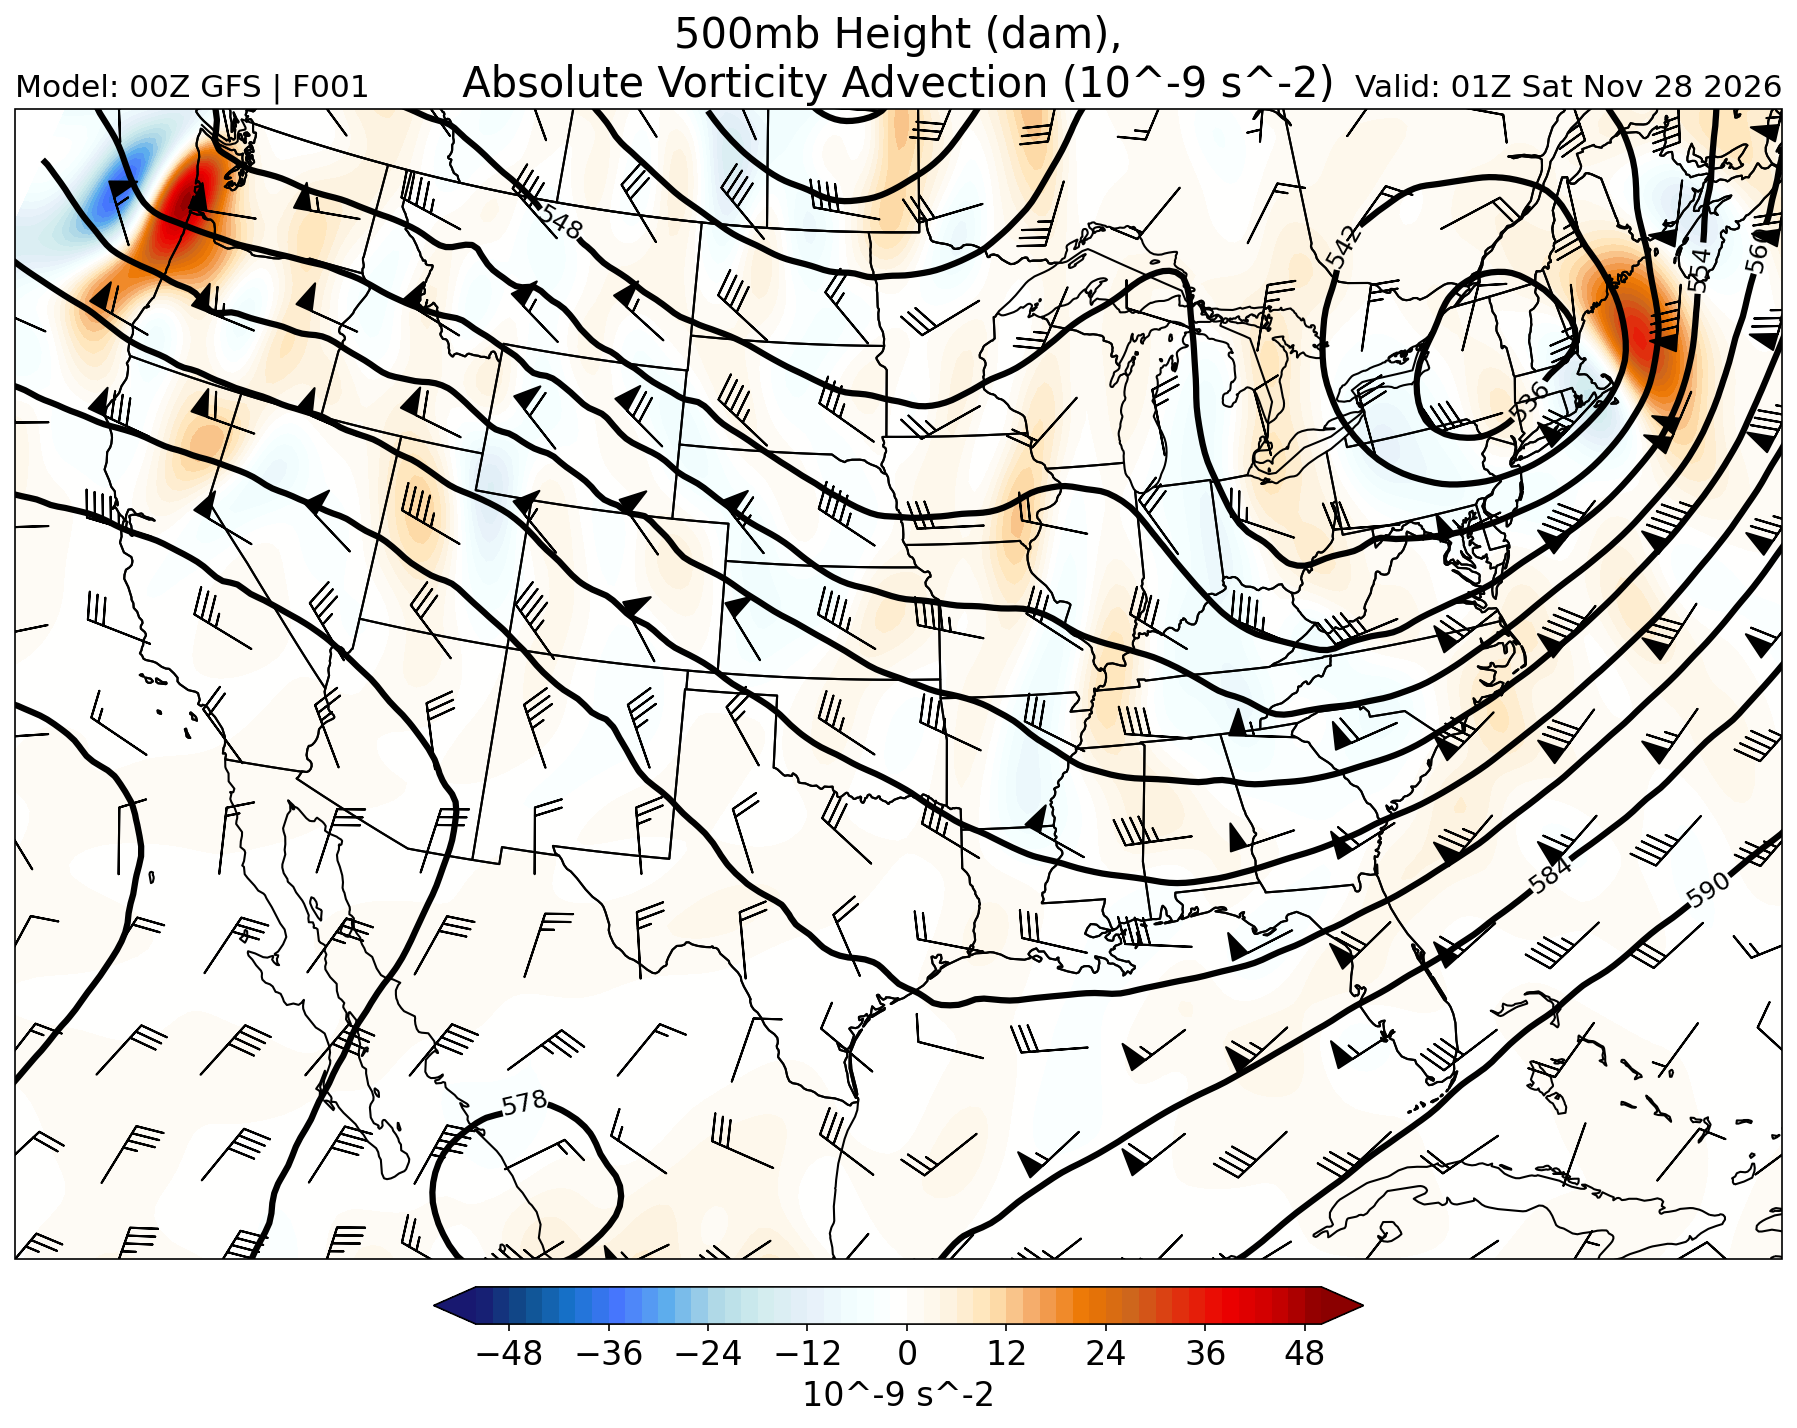 500mb Height (dam),
Model: 00Z GFS | F001
Absolute Vorticity Advection (10^-9 s^-2)
Valid: 01Z Sat Nov 28 2026
548
542
554
566
536
584
590
578
−48 −36 −24 −12 0 12 24 36 48
10^-9 s^-2